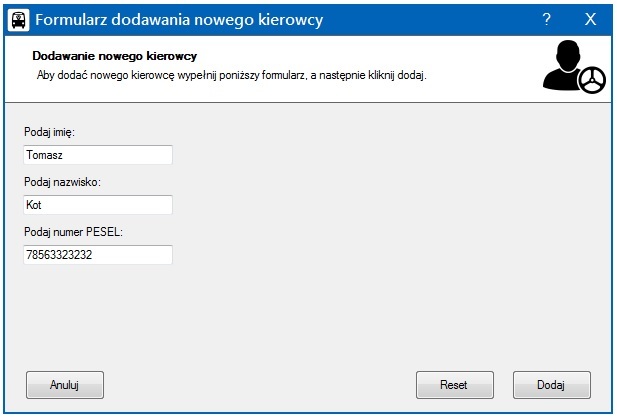 Formularz dodawania nowego kierowcy ? X
Dodawanie nowego kierowcy
Aby dodać nowego kierowcę wypełnij poniższy formularz, a następnie kliknij dodaj.
Podaj imię:
Tomasz
Podaj nazwisko:
Kot
Podaj numer PESEL:
78563323232
Anuluj Reset Dodaj